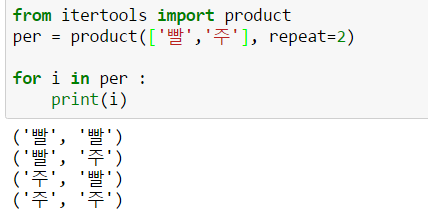 from itertools import product
per = product(['빨','주'], repeat=2)
for i in per :
    print(i)
('빨', '빨')
('빨', '주')
('주', '빨')
('주', '주')